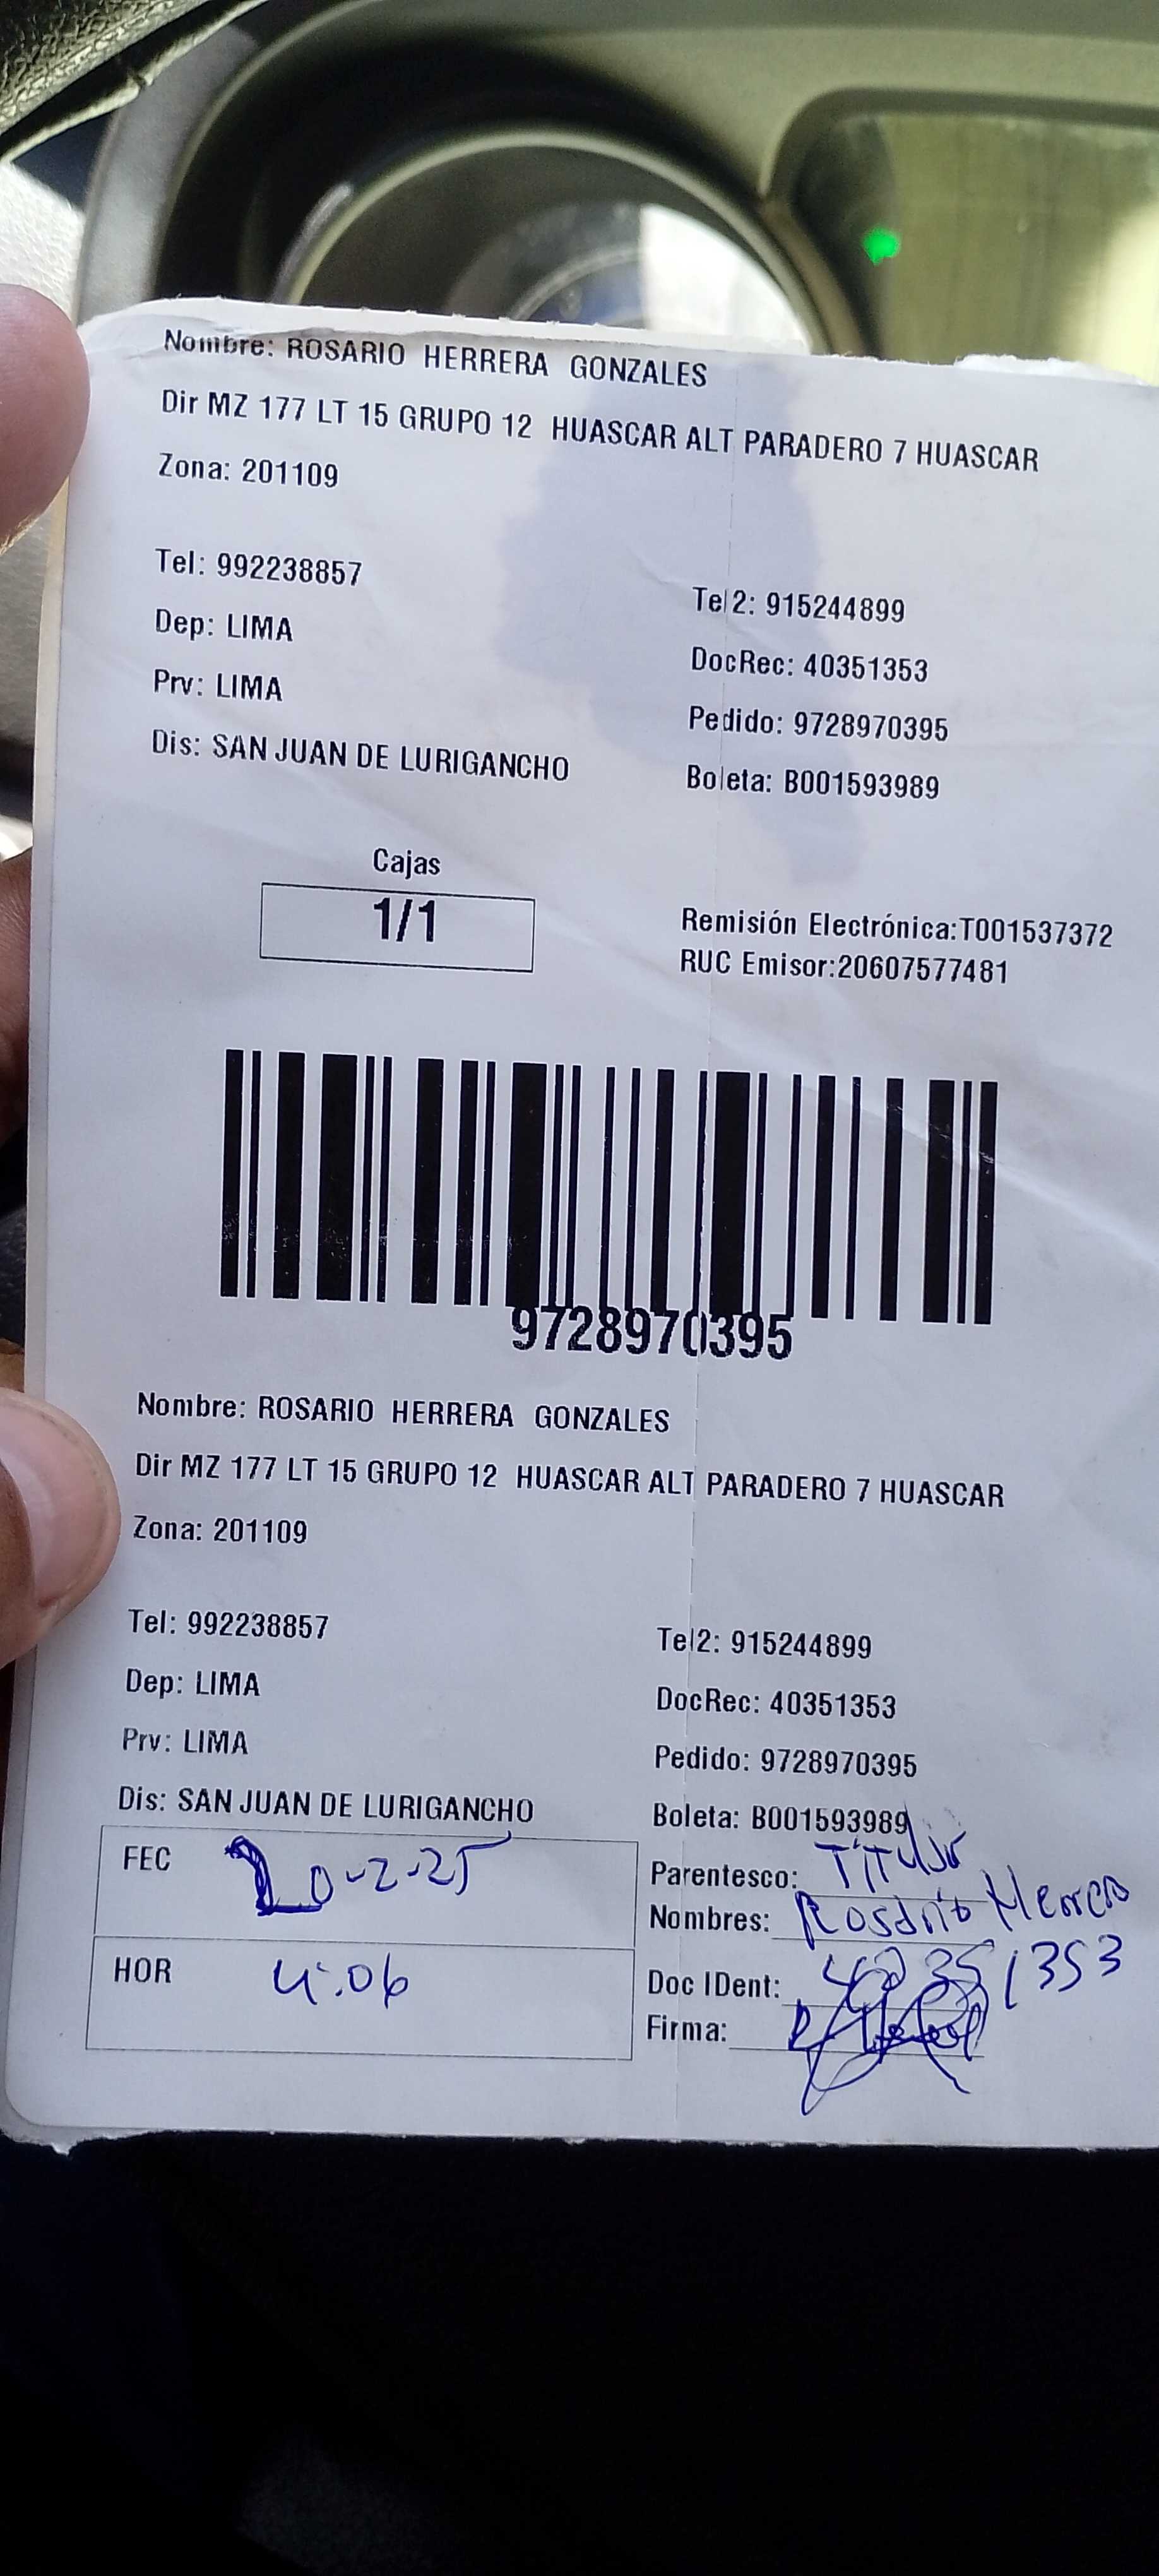 Nombre: ROSARIO HERRERA GONZALES
Dir MZ 177 LT 15 GRUPO 12 HUASCAR ALT PARADERO 7 HUASCAR
Zona: 201109
Tel: 992238857
Tel2: 915244899
Dep: LIMA
DocRec: 40351353
Prv: LIMA
Pedido: 9728970395
Dis: SAN JUAN DE LURIGANCHO
Boleta: B001593989
Cajas
1/1
Remisión Electrónica:T001537372
RUC Emisor:20607577481
9728970395
Nombre: ROSARIO HERRERA GONZALES
Dir MZ 177 LT 15 GRUPO 12 HUASCAR ALT PARADERO 7 HUASCAR
Zona: 201109
Tel: 992238857
Tel2: 915244899
Dep: LIMA
DocRec: 40351353
Prv: LIMA
Pedido: 9728970395
Dis: SAN JUAN DE LURIGANCHO
Boleta: B001593989
FEC 20-2-25
Parentesco: Titular
Nombres: Rosario Herrera
HOR 4:06
Doc IDent: 40351353
Firma: